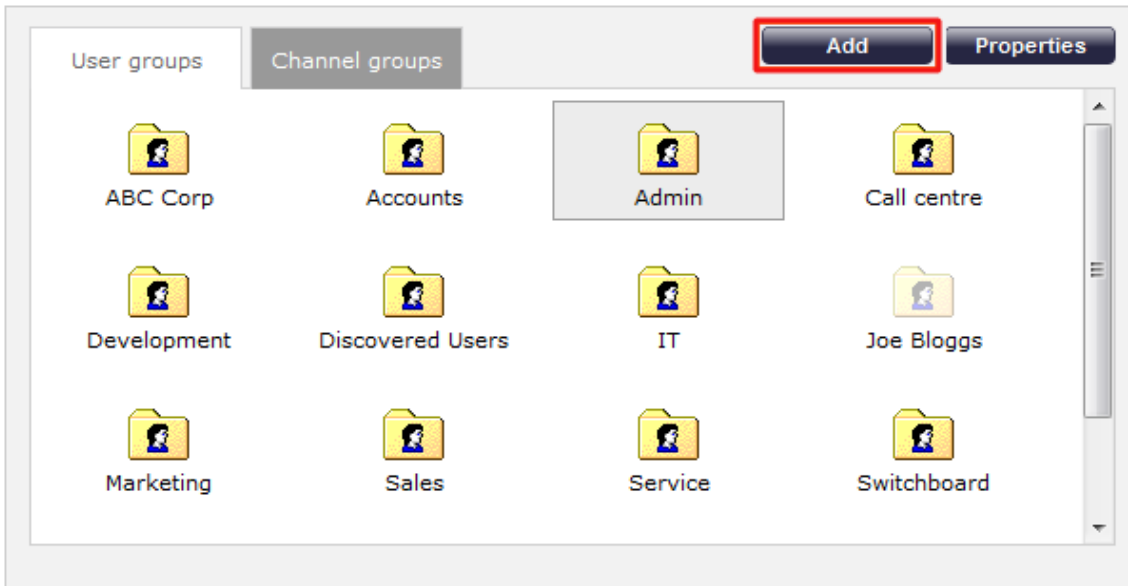 User groups
Channel groups
Add
Properties
ABC Corp
Accounts
Admin
Call centre
Development
Discovered Users
IT
Joe Bloggs
Marketing
Sales
Service
Switchboard